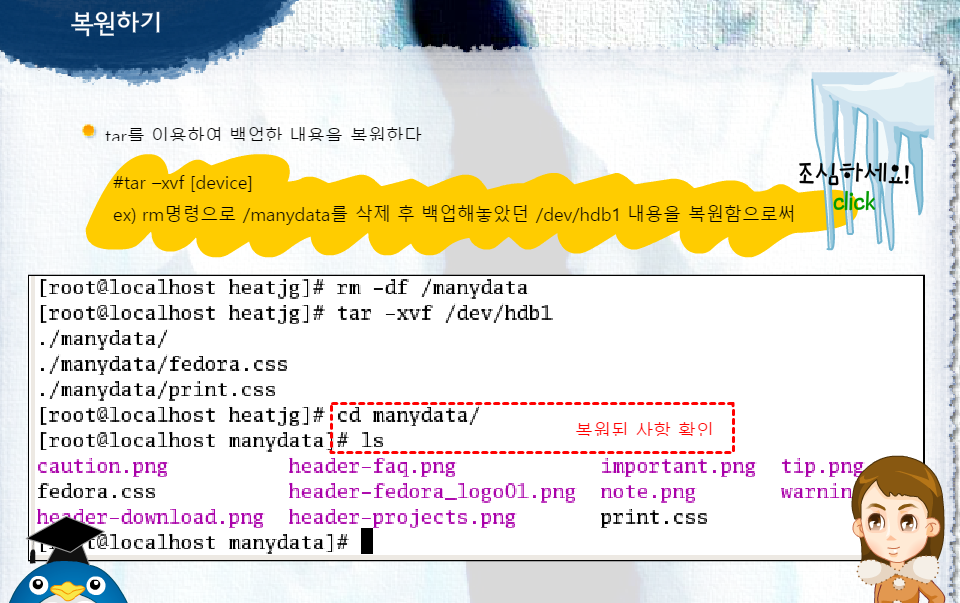 복원하기
tar를 이용하여 백업한 내용을 복원한다
#tar –xvf [device]
ex) rm명령으로 /manydata를 삭제 후 백업해놓았던 /dev/hdb1 내용을 복원함으로써
조심하세요!
click
[root@localhost heatjg]# rm -df /manydata
[root@localhost heatjg]# tar -xvf /dev/hdb1
./manydata/
./manydata/fedora.css
./manydata/print.css
[root@localhost heatjg]# cd manydata/
복원된 사항 확인
[root@localhost manydata]# ls
caution.png header-faq.png important.png tip.png
fedora.css header-fedora_logo01.png note.png warnin
header-download.png header-projects.png print.css
[root@localhost manydata]#